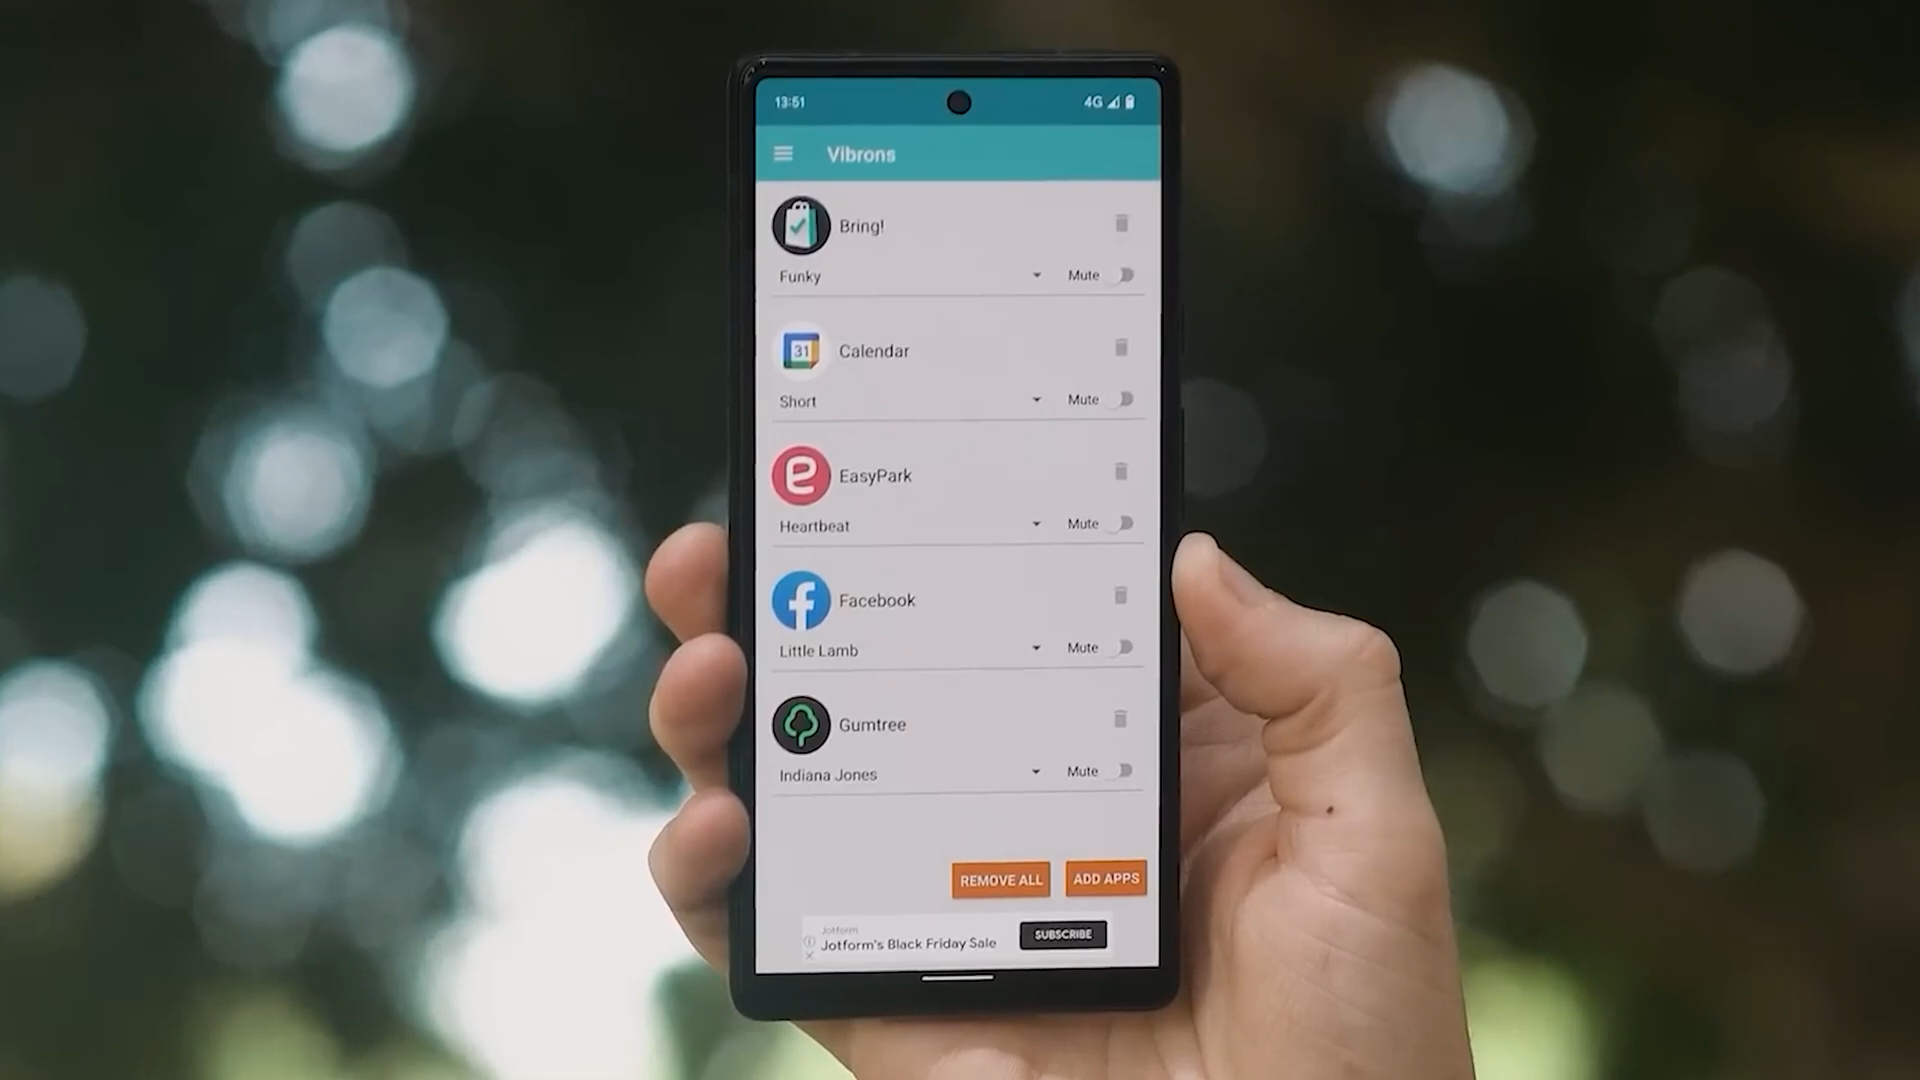 13:51 4G
Vibrons
Bring!
Funky Mute
31
Calendar
Short Mute
e
EasyPark
Heartbeat Mute
f
Facebook
Little Lamb Mute
Gumtree
Indiana Jones Mute
REMOVE ALL ADD APPS
Jotform
Jotform's Black Friday Sale
SUBSCRIBE